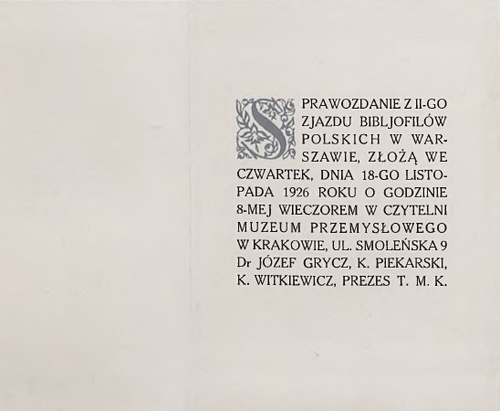 SPRAWOZDANIE Z II-GO
ZJAZDU BIBLJOFILÓW
POLSKICH W WAR-
SZAWIE, ZŁOŻĄ WE
CZWARTEK, DNIA 18-GO LISTO-
PADA 1926 ROKU O GODZINIE
8-MEJ WIECZOREM W CZYTELNI
MUZEUM PRZEMYSŁOWEGO
W KRAKOWIE, UL. SMOLEŃSKA 9
Dr JÓZEF GRYCZ, K. PIEKARSKI,
K. WITKIEWICZ, PREZES T. M. K.